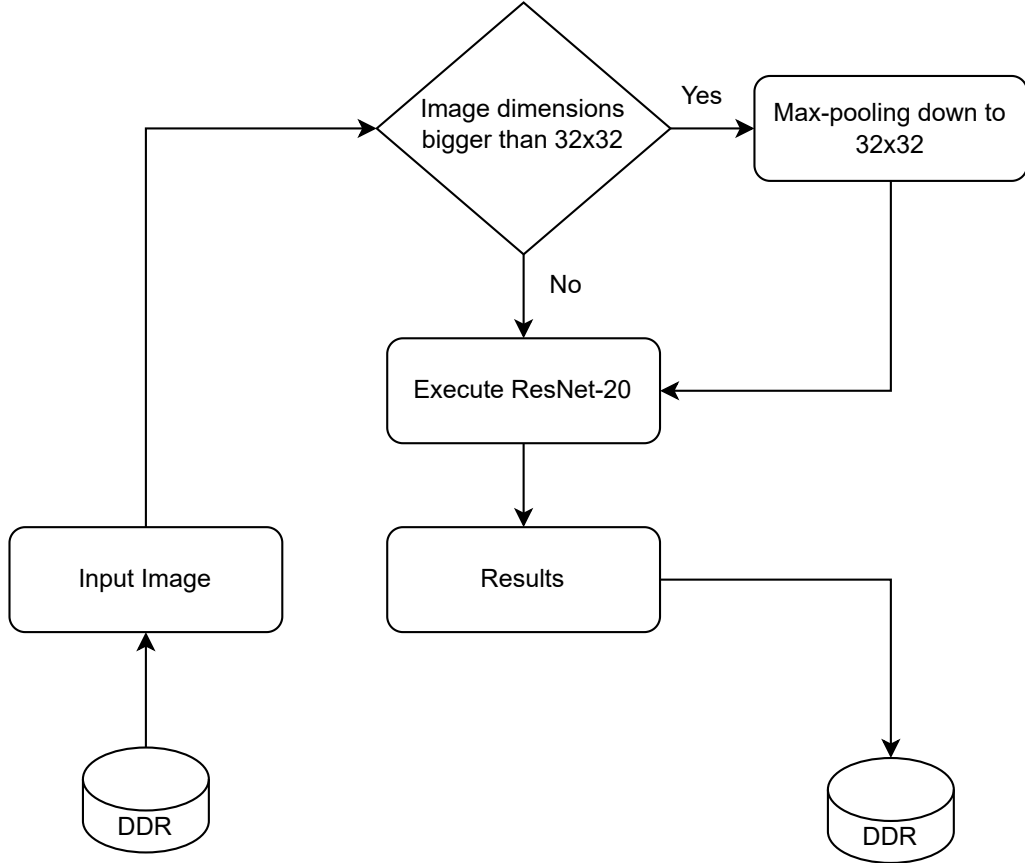 Image dimensions
bigger than 32x32
Yes
Max-pooling down to
32x32
No
Execute ResNet-20
Input Image
Results
DDR
DDR